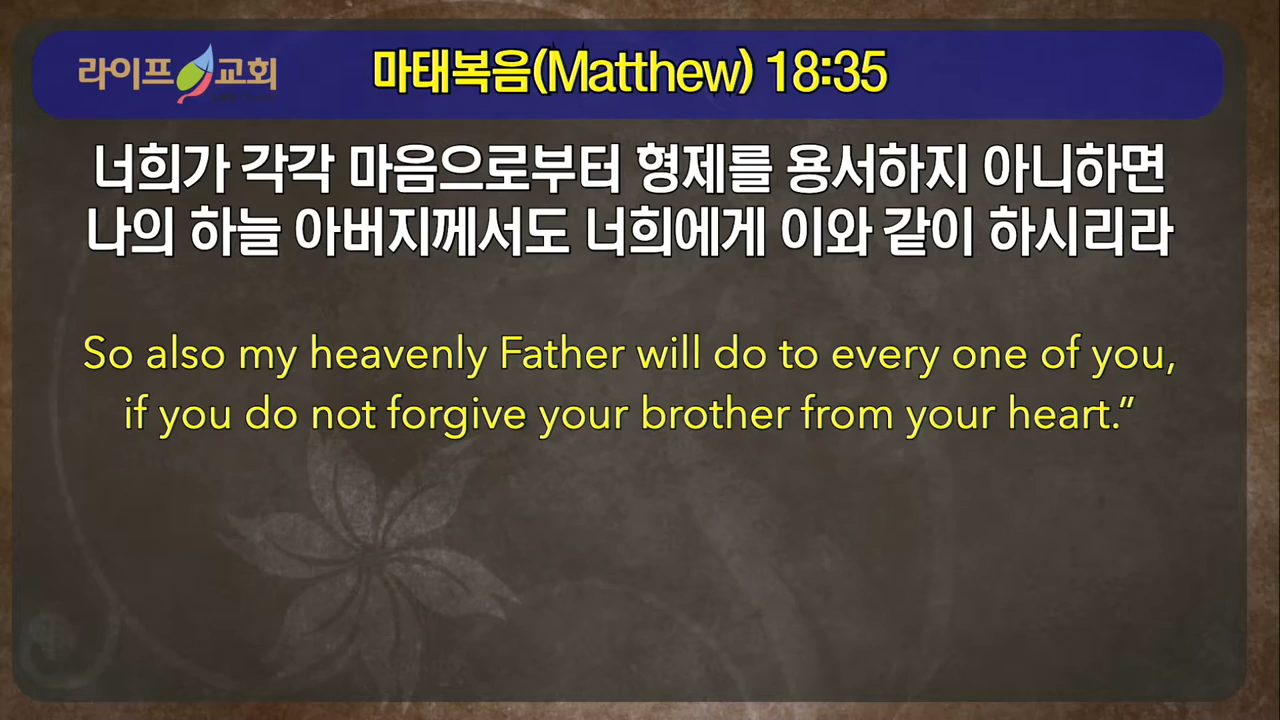 라이프교회
마태복음(Matthew) 18:35
너희가 각각 마음으로부터 형제를 용서하지 아니하면
나의 하늘 아버지께서도 너희에게 이와 같이 하시리라
So also my heavenly Father will do to every one of you,
if you do not forgive your brother from your heart.”